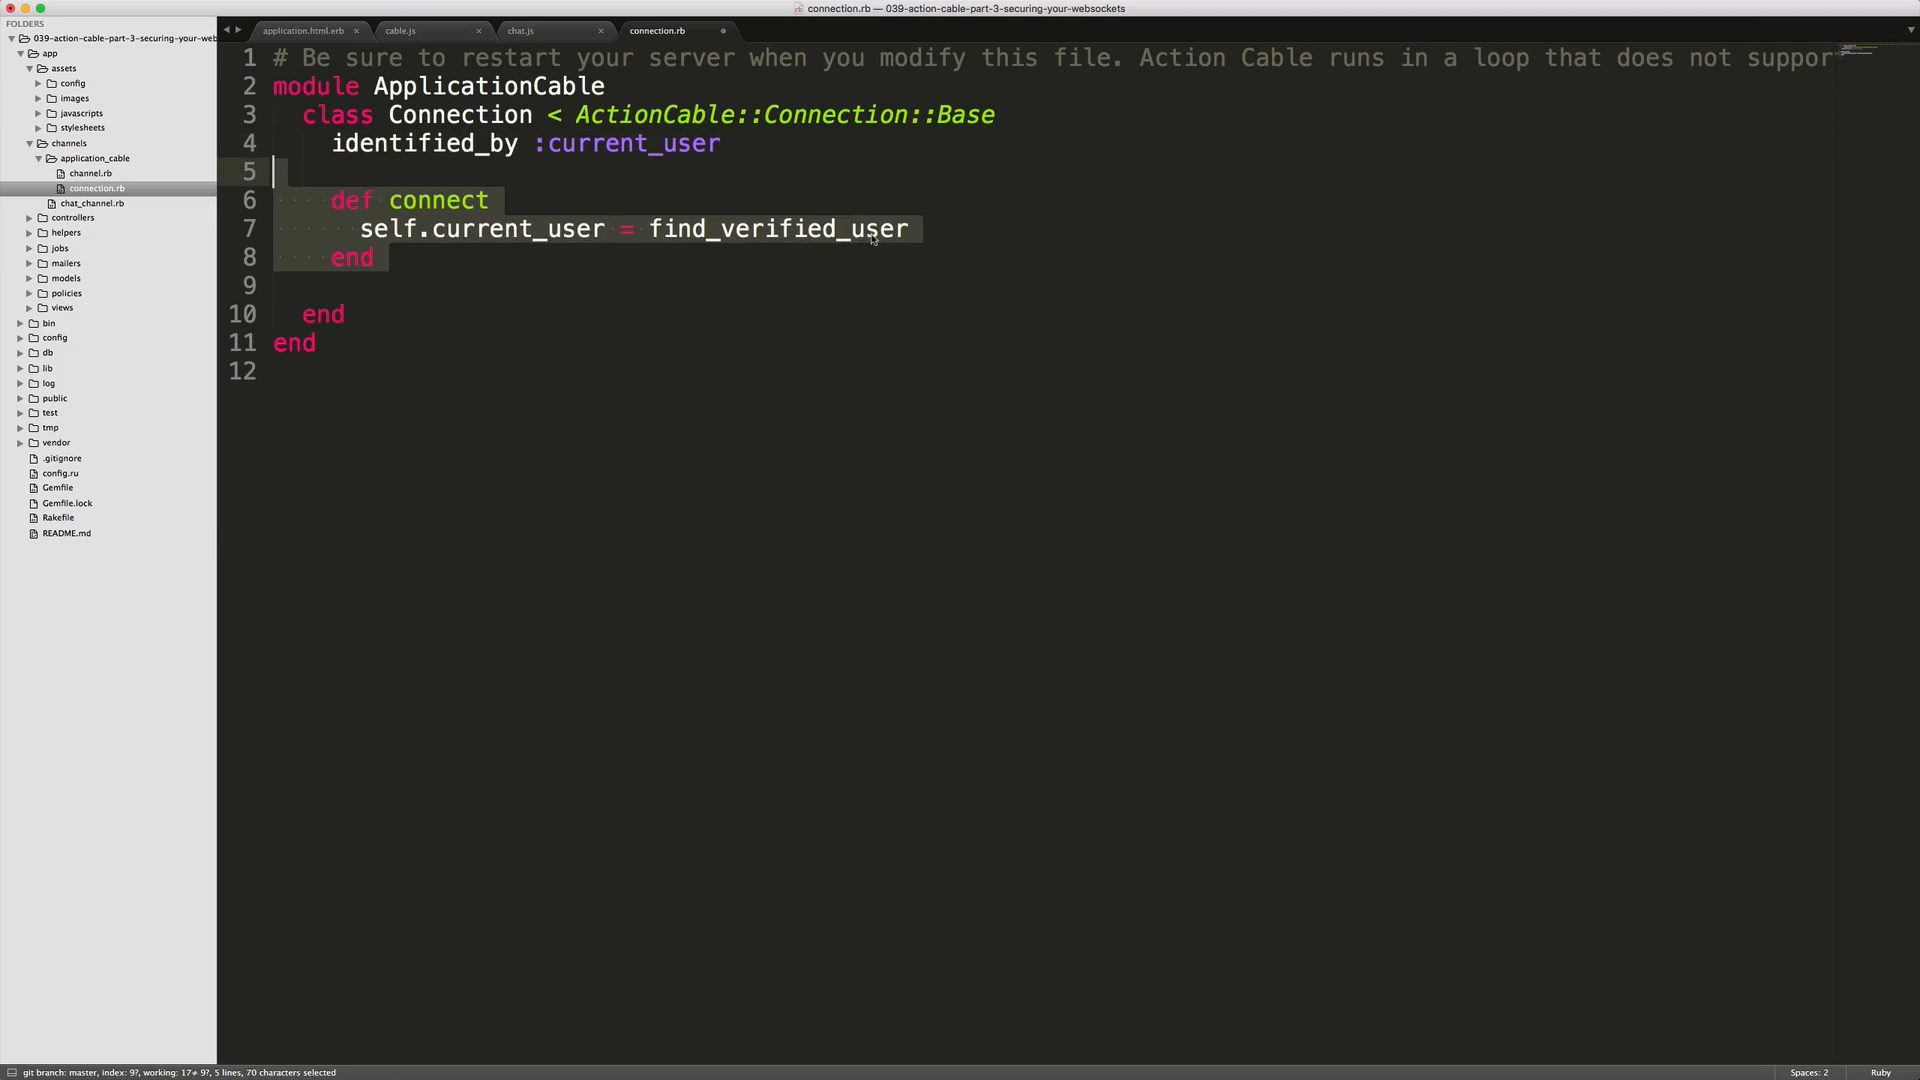 connection.rb — 039-action-cable-part-3-securing-your-websockets
FOLDERS
039-action-cable-part-3-securing-your-web
app
assets
config
images
javascripts
stylesheets
channels
application_cable
channel.rb
connection.rb
chat_channel.rb
controllers
helpers
jobs
mailers
models
policies
views
bin
config
db
lib
log
public
test
tmp
vendor
.gitignore
config.ru
Gemfile
Gemfile.lock
Rakefile
README.md
application.html.erb × cable.js × chat.js × connection.rb
1 # Be sure to restart your server when you modify this file. Action Cable runs in a loop that does not suppor
2 module ApplicationCable
3 class Connection < ActionCable::Connection::Base
4 identified_by :current_user
5
6 def connect
7 self.current_user = find_verified_user
8 end
9
10 end
11 end
12
git branch: master, index: 9?, working: 17≠ 9?, 5 lines, 70 characters selected
Spaces: 2 Ruby